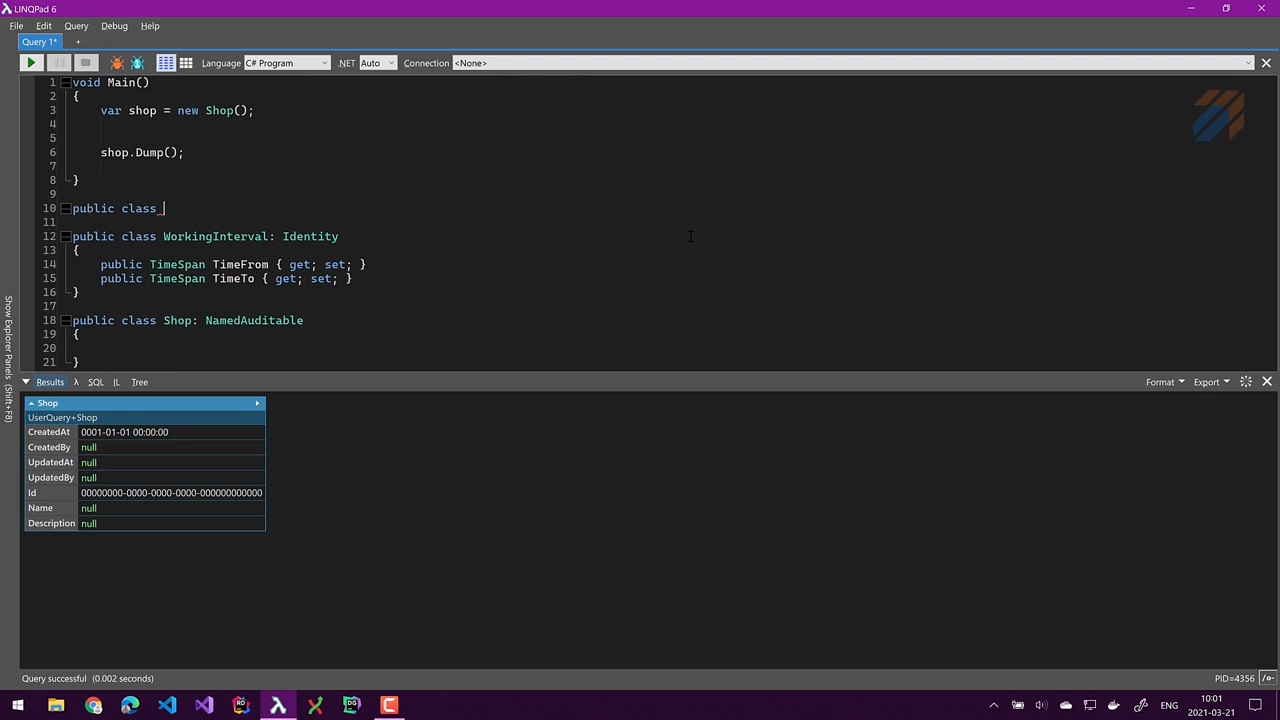 LINQPad 6
File Edit Query Debug Help
Query 1* +
Language C# Program .NET Auto Connection <None>
1 void Main()
2 {
3 var shop = new Shop();
4
5
6 shop.Dump();
7
8 }
9
10 public class
11
12 public class WorkingInterval: Identity
13 {
14 public TimeSpan TimeFrom { get; set; }
15 public TimeSpan TimeTo { get; set; }
16 }
17
18 public class Shop: NamedAuditable
19 {
20
21 }
Show Explorer Panels (Shift+F8)
Results λ SQL IL Tree Format Export
Shop
UserQuery+Shop
CreatedAt 0001-01-01 00:00:00
CreatedBy null
UpdatedAt null
UpdatedBy null
Id 00000000-0000-0000-0000-000000000000
Name null
Description null
Query successful (0.002 seconds) PID=4356 /o-
ENG 10:01
2021-03-21